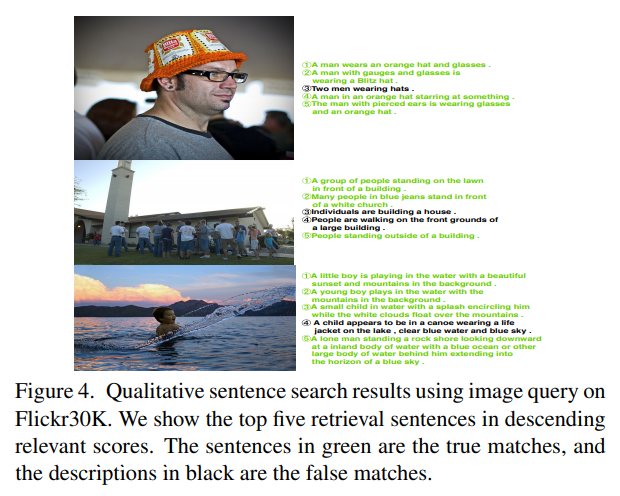 ①A man wears an orange hat and glasses .
②A man with gauges and glasses is
wearing a Blitz hat .
③Two men wearing hats .
④A man in an orange hat starring at something .
⑤The man with pierced ears is wearing glasses
and an orange hat .
①A group of people standing on the lawn
in front of a building .
②Many people in blue jeans stand in front
of a white church .
③Individuals are building a house .
④People are walking on the front grounds of
a large building .
⑤People standing outside of a building .
①A little boy is playing in the water with a beautiful
sunset and mountains in the background .
②A young boy plays in the water with the
mountains in the background .
③A small child in water with a splash encircling him
while the white clouds float over the mountains .
④ A child appears to be in a canoe wearing a life
jacket on the lake , clear blue water and blue sky .
⑤A lone man standing a rock shore looking downward
at a inland body of water with a blue ocean or other
large body of water behind him extending into
the horizon of a blue sky .
Figure 4. Qualitative sentence search results using image query on
Flickr30K. We show the top five retrieval sentences in descending
relevant scores. The sentences in green are the true matches, and
the descriptions in black are the false matches.